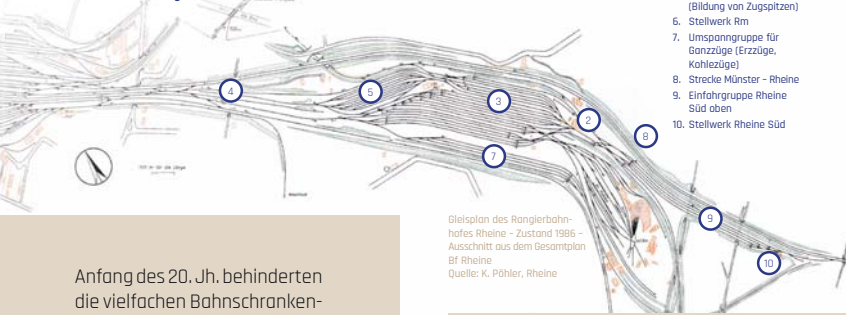 (Bildung von Zugspitzen)
6. Stellwerk Rm
7. Umspanngruppe für
Ganzzüge (Erzzüge,
Kohlezüge)
8. Strecke Münster – Rheine
9. Einfahrgruppe Rheine
Süd oben
10. Stellwerk Rheine Süd
4
5
3
2
8
7
9
10
Gleisplan des Rangierbahn-
hofes Rheine – Zustand 1986 –
Ausschnitt aus dem Gesamtplan
Bf Rheine
Quelle: K. Pöhler, Rheine
Anfang des 20. Jh. behinderten
die vielfachen Bahnschranken-